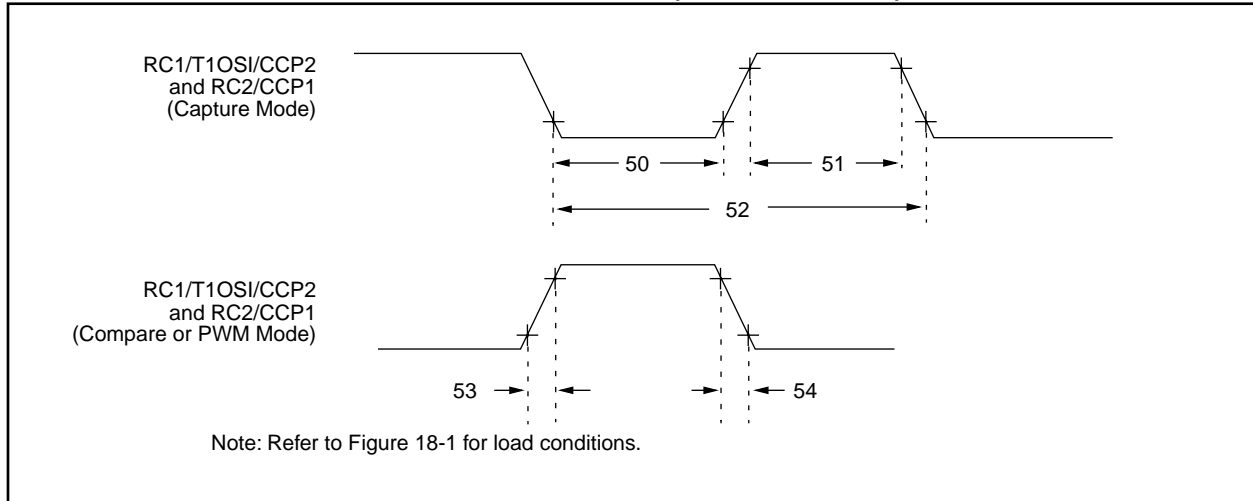 RC1/T1OSI/CCP2
and RC2/CCP1
(Capture Mode)
50
51
52
RC1/T1OSI/CCP2
and RC2/CCP1
(Compare or PWM Mode)
53
54
Note: Refer to Figure 18-1 for load conditions.